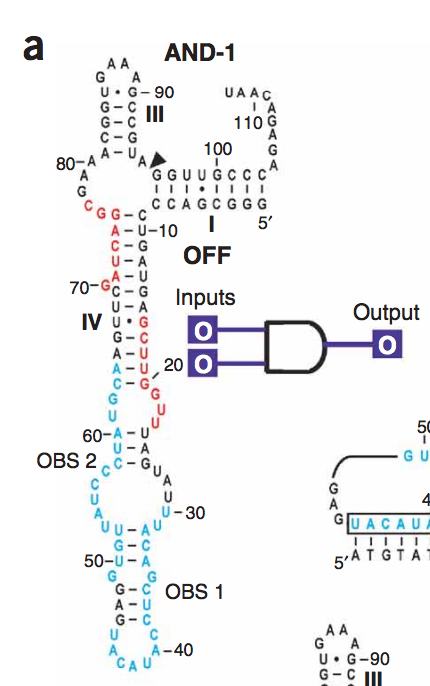 a
AND-1
A A
G A
U • G – 90
G – C
G – C III
C – G
A – U
80 – A A
A
G
C G G – C
U A A C
A
110 G
A
G
A
100
G G U U G C C C
C C A G C G G G
I
5′
OFF
A U – 10
C G
U A
A U
70 – G C G
U A
IV U • G
G C
A U
A U
C – G 20
G G
U U
A U
60 – A – U
U – A
OBS 2 C – G
C U
C A
U U
A U – 30
U U
U – A
G – C
50 – U – A
G G
G – C OBS 1
A – U
G – C
U C
A A – 40
C A U
Inputs
O
O
Output
O
50
G U
G
A
G
4
U A C A U A
5′ A T G T A T
A A
G A
U • G – 90
G – C III